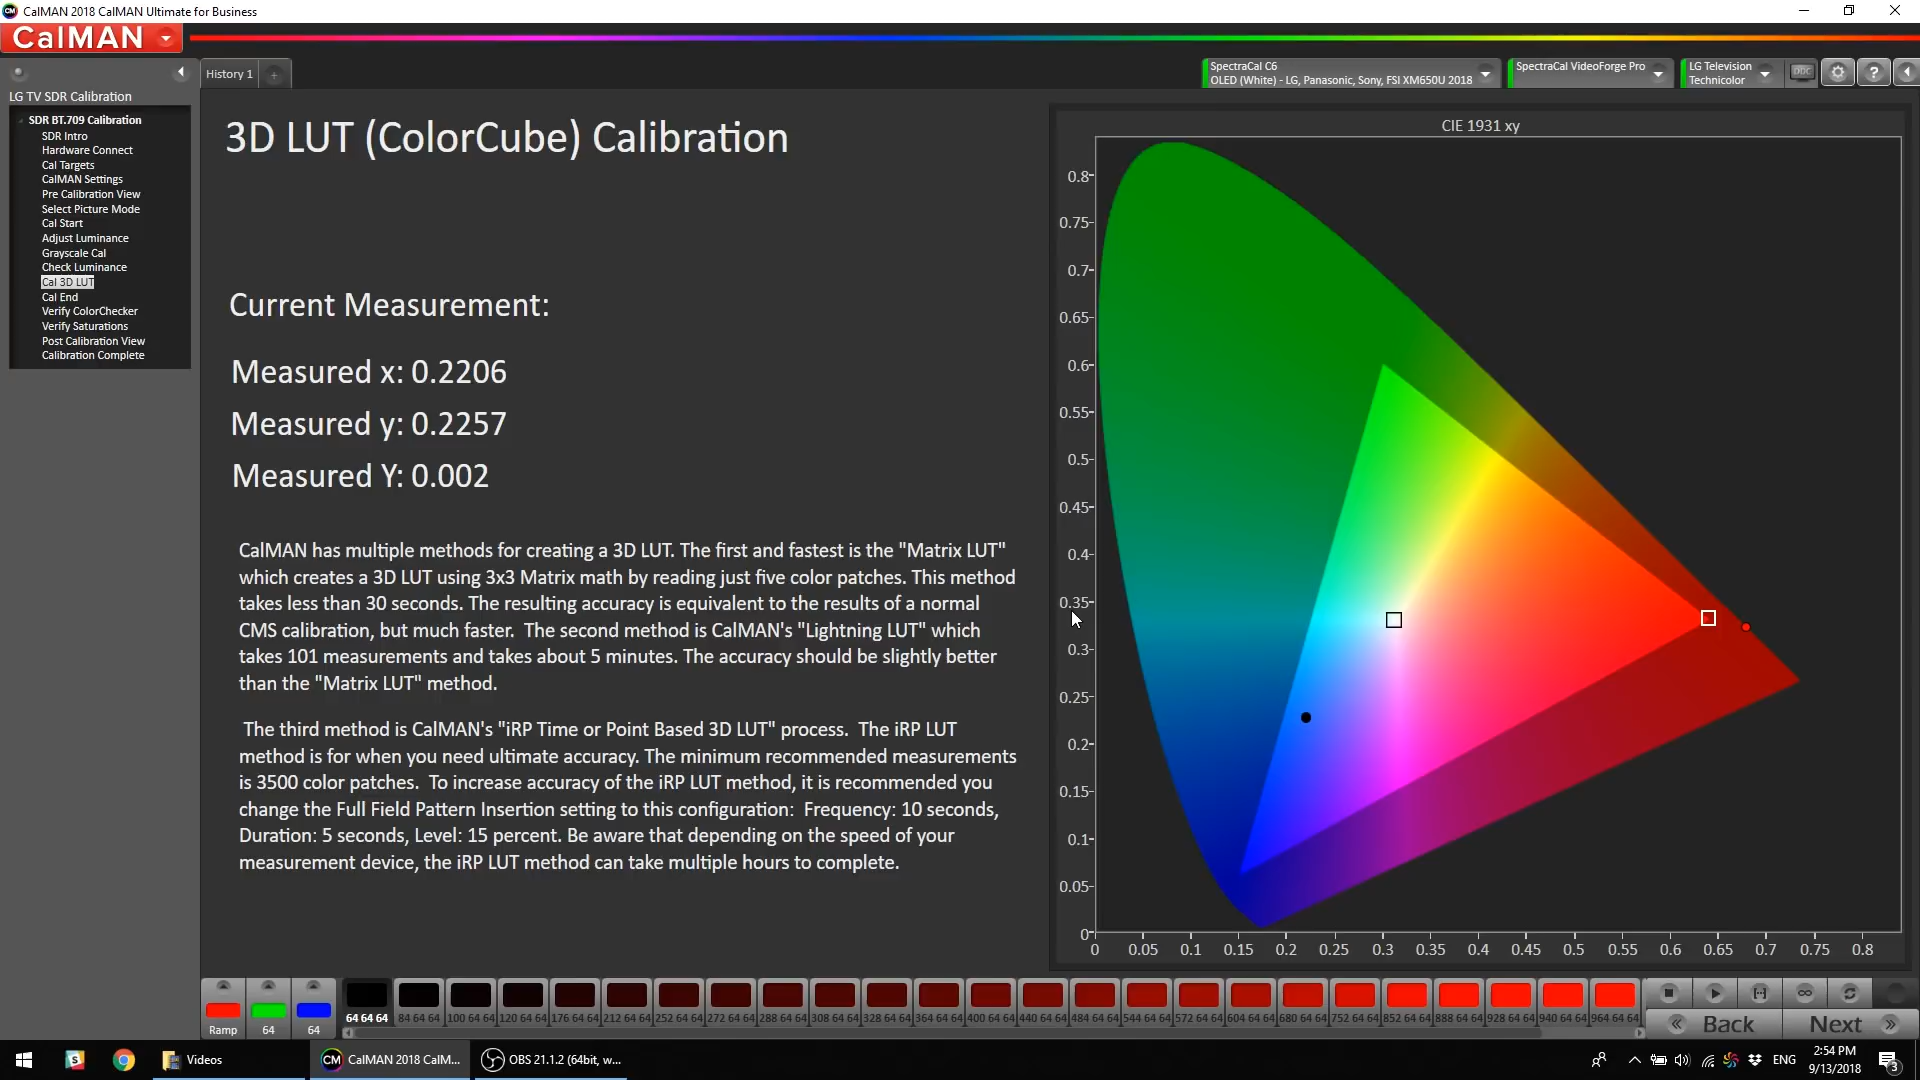 CalMAN 2018 CalMAN Ultimate for Business
CalMAN
History 1
SpectraCal C6
OLED (White) - LG, Panasonic, Sony, FSI XM650U 2018
SpectraCal VideoForge Pro
LG Television
Technicolor
DDC
LG TV SDR Calibration
SDR BT.709 Calibration
SDR Intro
Hardware Connect
Cal Targets
CalMAN Settings
Pre Calibration View
Select Picture Mode
Cal Start
Adjust Luminance
Grayscale Cal
Check Luminance
Cal 3D LUT
Cal End
Verify ColorChecker
Verify Saturations
Post Calibration View
Calibration Complete
3D LUT (ColorCube) Calibration
Current Measurement:
Measured x: 0.2206
Measured y: 0.2257
Measured Y: 0.002
CalMAN has multiple methods for creating a 3D LUT. The first and fastest is the "Matrix LUT"
which creates a 3D LUT using 3x3 Matrix math by reading just five color patches. This method
takes less than 30 seconds. The resulting accuracy is equivalent to the results of a normal
CMS calibration, but much faster. The second method is CalMAN's "Lightning LUT" which
takes 101 measurements and takes about 5 minutes. The accuracy should be slightly better
than the "Matrix LUT" method.
The third method is CalMAN's "iRP Time or Point Based 3D LUT" process. The iRP LUT
method is for when you need ultimate accuracy. The minimum recommended measurements
is 3500 color patches. To increase accuracy of the iRP LUT method, it is recommended you
change the Full Field Pattern Insertion setting to this configuration: Frequency: 10 seconds,
Duration: 5 seconds, Level: 15 percent. Be aware that depending on the speed of your
measurement device, the iRP LUT method can take multiple hours to complete.
CIE 1931 xy
0.8
0.75
0.7
0.65
0.6
0.55
0.5
0.45
0.4
0.35
0.3
0.25
0.2
0.15
0.1
0.05
0
0 0.05 0.1 0.15 0.2 0.25 0.3 0.35 0.4 0.45 0.5 0.55 0.6 0.65 0.7 0.75 0.8
Ramp 64 64
64 64 64 84 64 64 100 64 64 120 64 64 176 64 64 212 64 64 252 64 64 272 64 64 288 64 64 308 64 64 328 64 64 364 64 64 400 64 64 440 64 64 484 64 64 544 64 64 572 64 64 604 64 64 680 64 64 752 64 64 852 64 64 888 64 64 928 64 64 940 64 64 964 64 64
Back Next
Videos
CalMAN 2018 CalM...
OBS 21.1.2 (64bit, w...
ENG
2:54 PM
9/13/2018
3